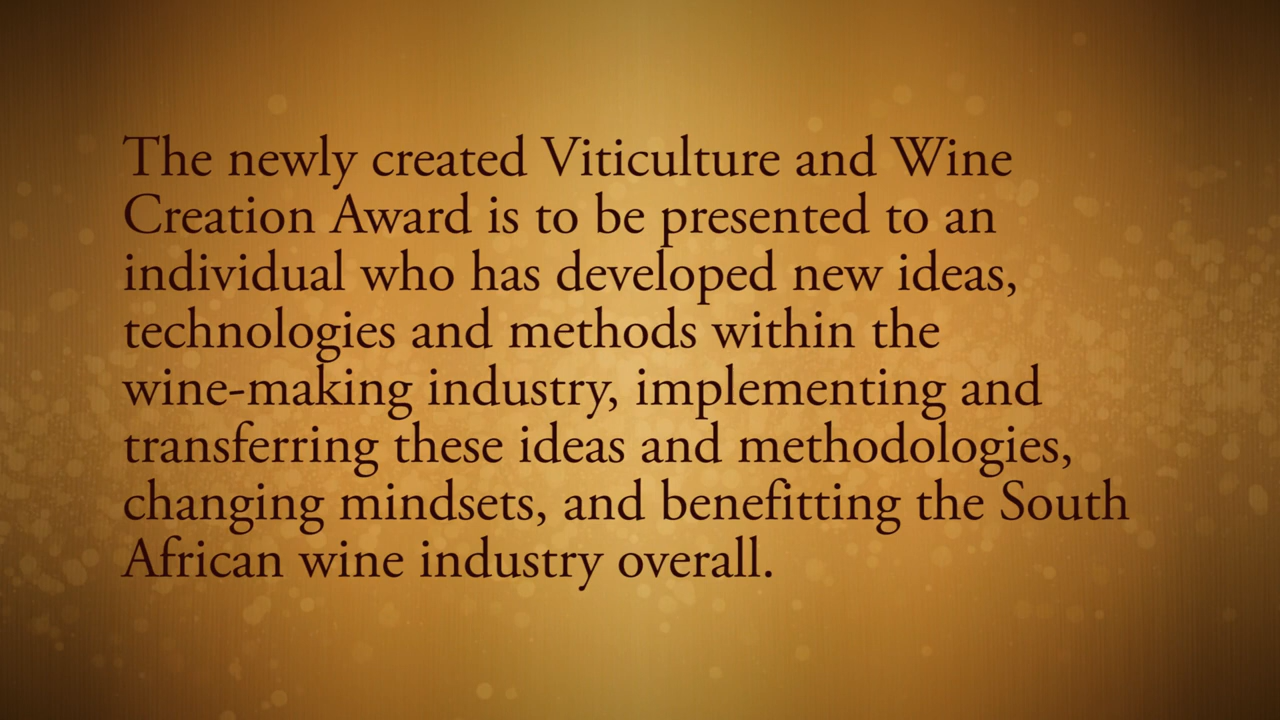 The newly created Viticulture and Wine
Creation Award is to be presented to an
individual who has developed new ideas,
technologies and methods within the
wine-making industry, implementing and
transferring these ideas and methodologies,
changing mindsets, and benefitting the South
African wine industry overall.